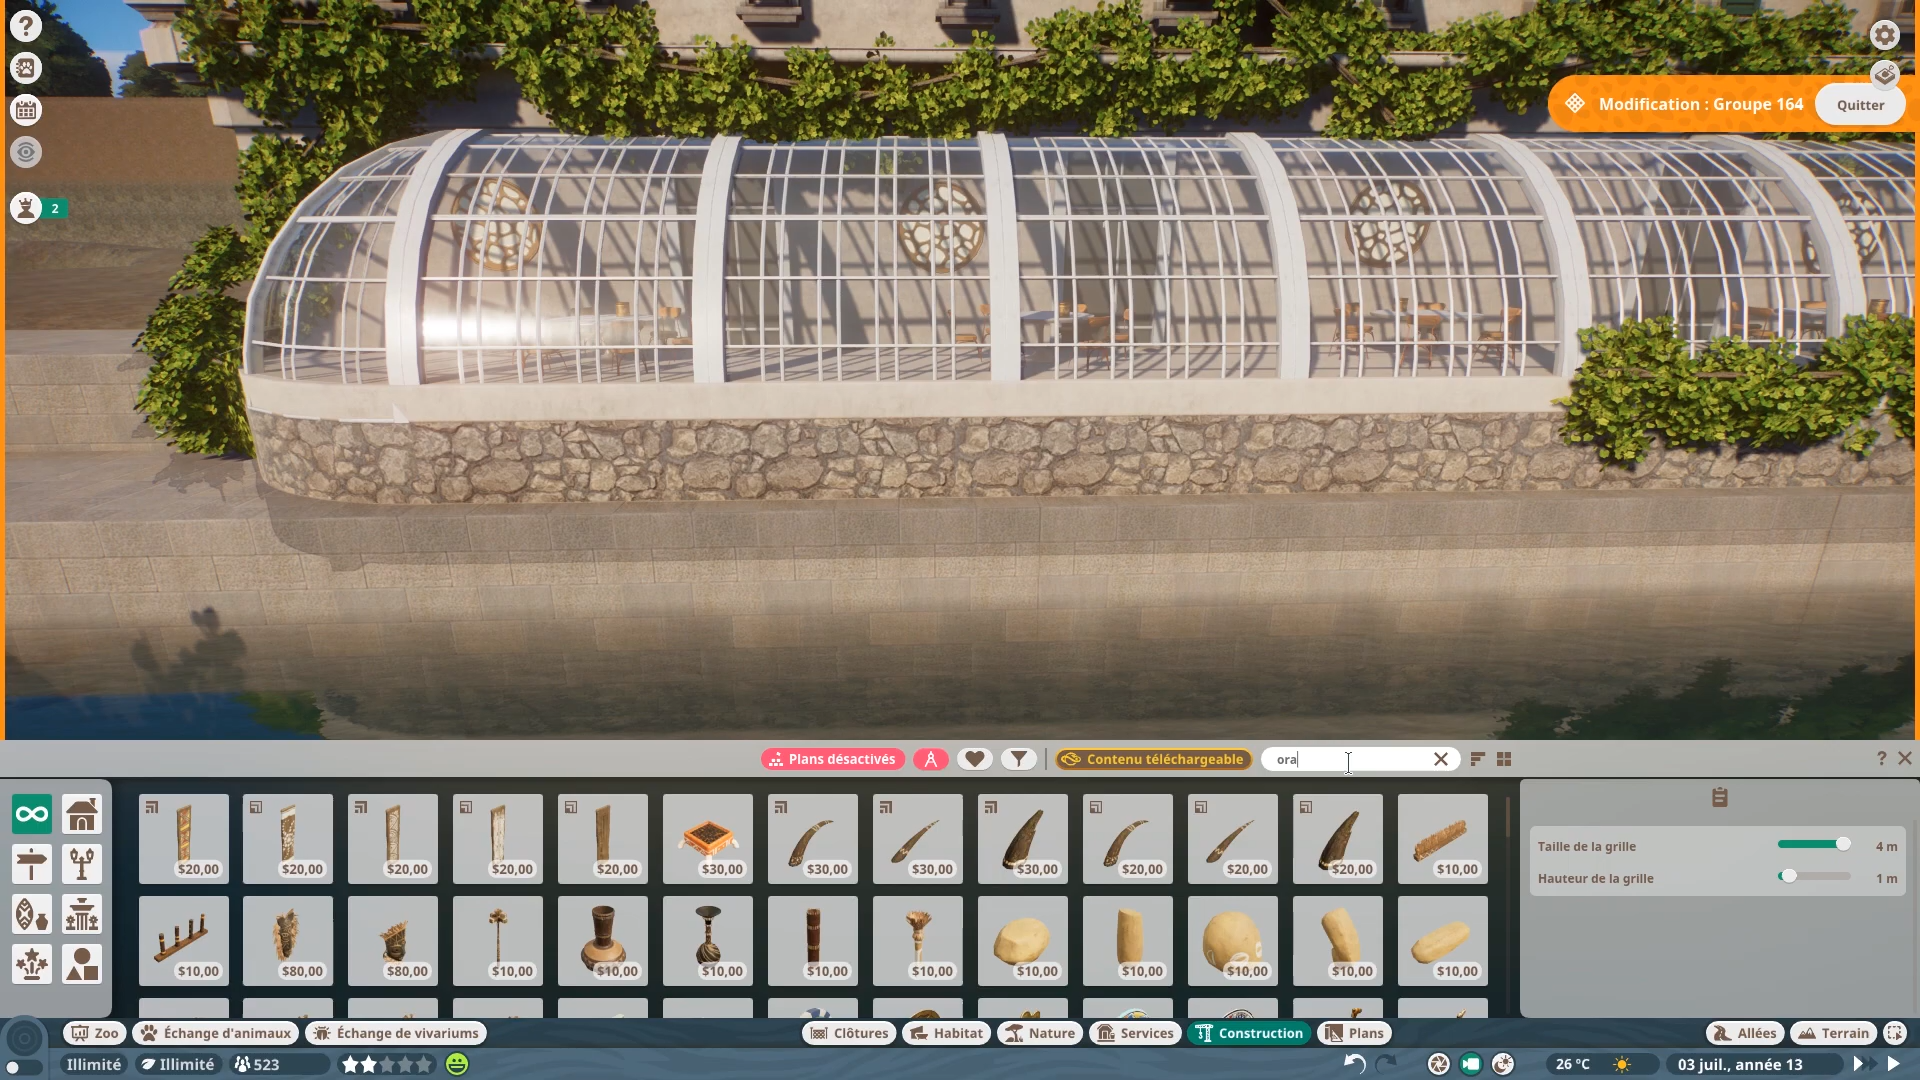 Modification : Groupe 164
Quitter
2
Plans désactivés
Contenu téléchargeable
ora
?
$20,00 $20,00 $20,00 $20,00 $20,00 $30,00 $30,00 $30,00 $30,00 $20,00 $20,00 $20,00 $10,00
$10,00 $80,00 $80,00 $10,00 $10,00 $10,00 $10,00 $10,00 $10,00 $10,00 $10,00 $10,00 $10,00
Taille de la grille 4 m
Hauteur de la grille 1 m
Zoo Échange d'animaux Échange de vivariums Clôtures Habitat Nature Services Construction Plans Allées Terrain
Illimité Illimité 523 26 °C 03 juil., année 13